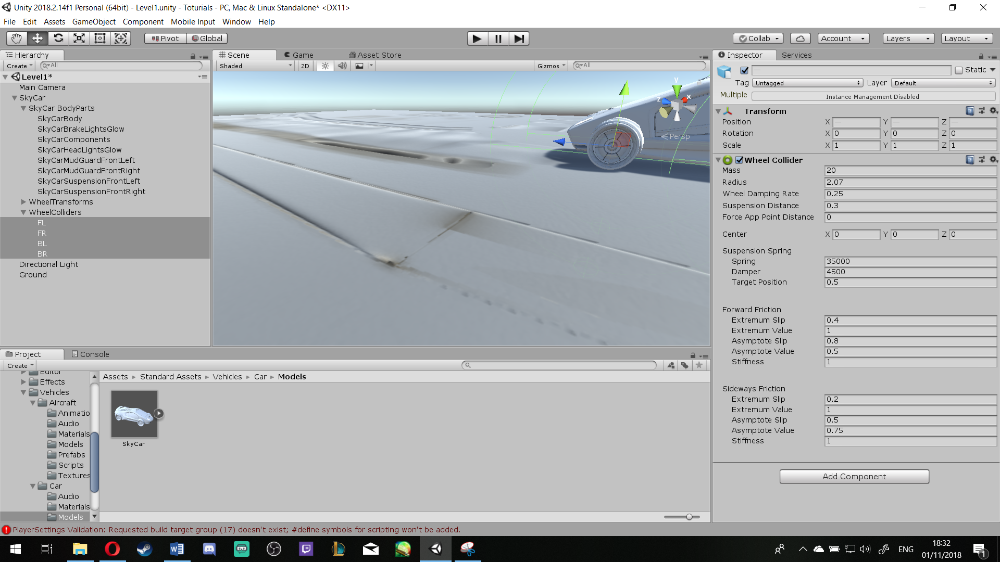 Unity 2018.2.14f1 Personal (64bit) - Level1.unity - Toturials - PC, Mac & Linux Standalone* <DX11>
File Edit Assets GameObject Component Mobile Input Window Help
Pivot Global Collab Account Layers Layout
Hierarchy
Create All
Level1*
Main Camera
SkyCar
SkyCar BodyParts
SkyCarBody
SkyCarBrakeLightsGlow
SkyCarComponents
SkyCarHeadLightsGlow
SkyCarMudGuardFrontLeft
SkyCarMudGuardFrontRight
SkyCarSuspensionFrontLeft
SkyCarSuspensionFrontRight
WheelTransforms
WheelColliders
FL
FR
BL
BR
Directional Light
Ground
Scene Game Asset Store
Shaded 2D Gizmos All
y
z x
< Persp
Inspector Services
— Static
Tag Untagged Layer Default
Multiple Instance Management Disabled
Transform
Position X — Y — Z —
Rotation X 0 Y 0 Z 0
Scale X 1 Y 1 Z 1
Wheel Collider
Mass 20
Radius 2.07
Wheel Damping Rate 0.25
Suspension Distance 0.3
Force App Point Distance 0
Center X 0 Y 0 Z 0
Suspension Spring
Spring 35000
Damper 4500
Target Position 0.5
Forward Friction
Extremum Slip 0.4
Extremum Value 1
Asymptote Slip 0.8
Asymptote Value 0.5
Stiffness 1
Sideways Friction
Extremum Slip 0.2
Extremum Value 1
Asymptote Slip 0.5
Asymptote Value 0.75
Stiffness 1
Add Component
Project Console
Create
Editor
Effects
Vehicles
Aircraft
Animatio
Audio
Materials
Models
Prefabs
Scripts
Textures
Car
Audio
Materials
Models
Assets ▸ Standard Assets ▸ Vehicles ▸ Car ▸ Models
SkyCar
PlayerSettings Validation: Requested build target group (17) doesn't exist; #define symbols for scripting won't be added.
ENG
18:32
01/11/2018
1